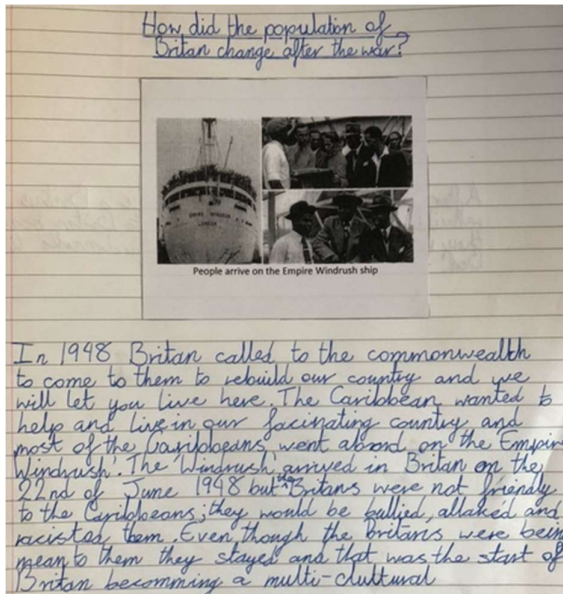 How did the population of
Britan change after the war?
EMPIRE WINDRUSH
LONDON
People arrive on the Empire Windrush ship
In 1948 Britan called to the commonwealth
to come to them to rebuild our country and we
will let you live here. The Caribbean wanted to
help and live in our facinating country and
most of the Caribbeans went abord on the 'Empire
Windrush'. The 'Windrush' arrived in Britan on the
22nd of June 1948 but the Britans were not friendly
to the Caribbeans; they would be bullied, attaked and
racisted them. Even though the britans were being
mean to them they stayed and that was the start of
Britan becomming a multi-clultural